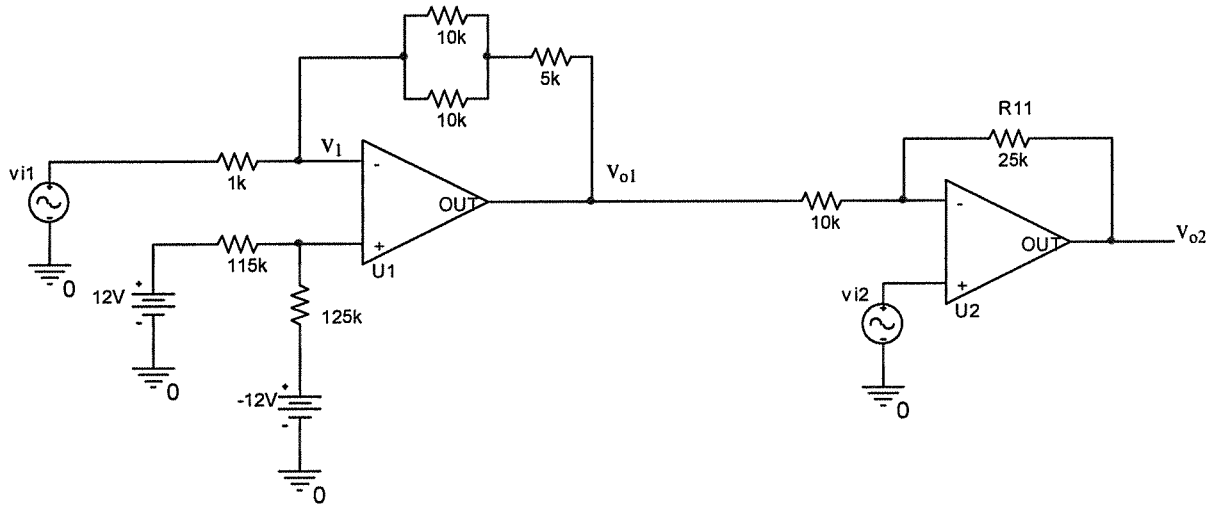 10k
5k
10k
R11
25k
v1
-
1k
vi1
vo1
OUT
10k
-
+
-
115k
+
U1
OUT
vo2
0
+
12V
-
125k
vi2
+
-
+
U2
0
+
-12V
-
0
0